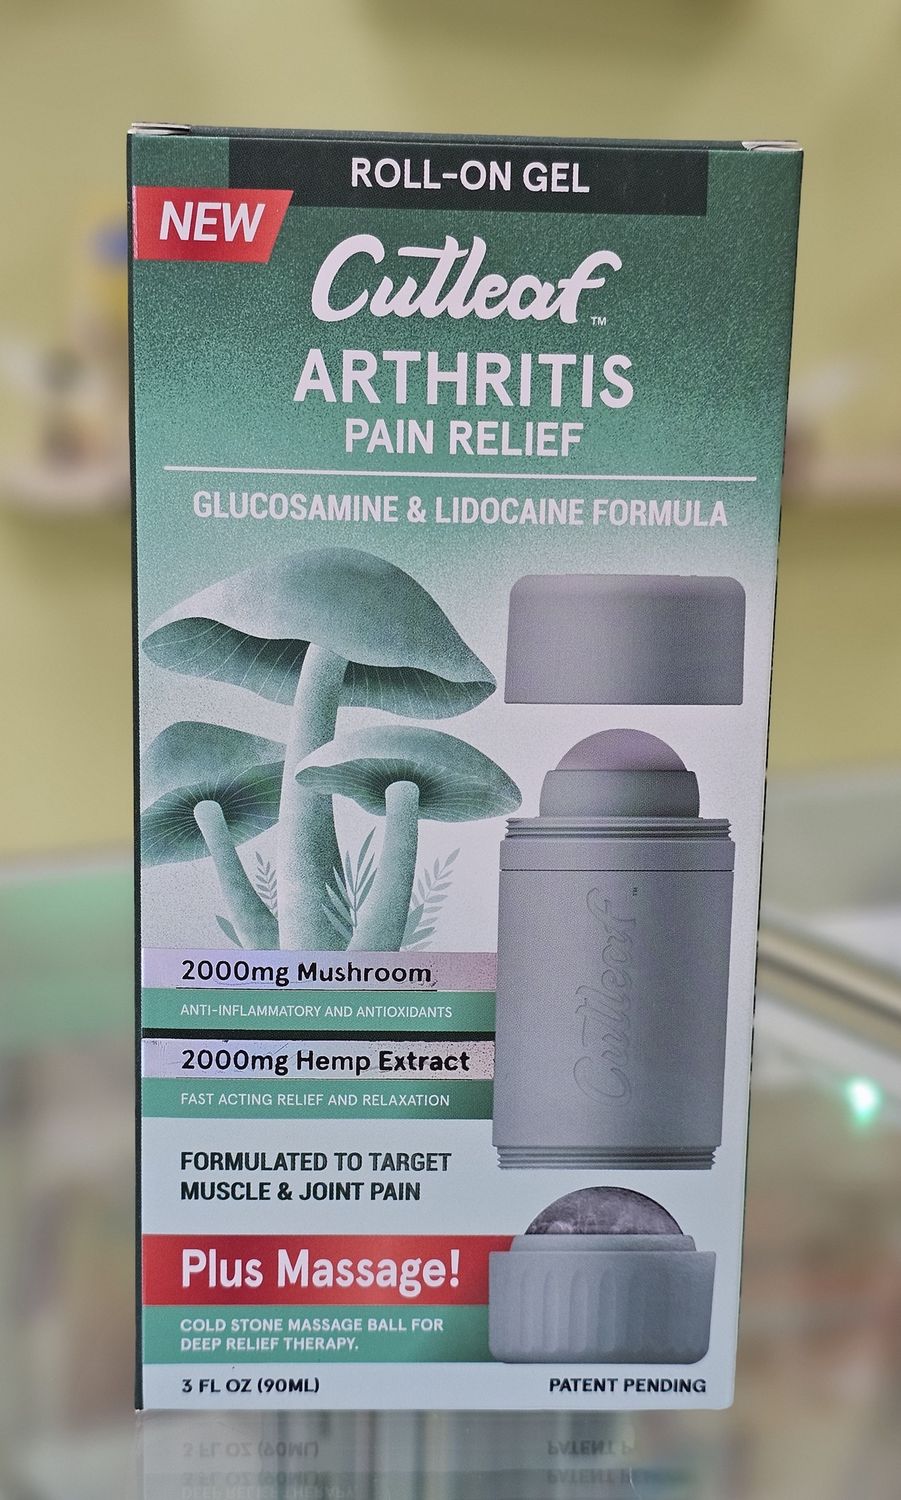 ROLL-ON GEL
NEW
Cutleaf™
ARTHRITIS
PAIN RELIEF
GLUCOSAMINE & LIDOCAINE FORMULA
Cutleaf™
2000mg Mushroom
ANTI-INFLAMMATORY AND ANTIOXIDANTS
2000mg Hemp Extract
FAST ACTING RELIEF AND RELAXATION
FORMULATED TO TARGET
MUSCLE & JOINT PAIN
Plus Massage!
COLD STONE MASSAGE BALL FOR
DEEP RELIEF THERAPY.
3 FL OZ (90ML)
PATENT PENDING